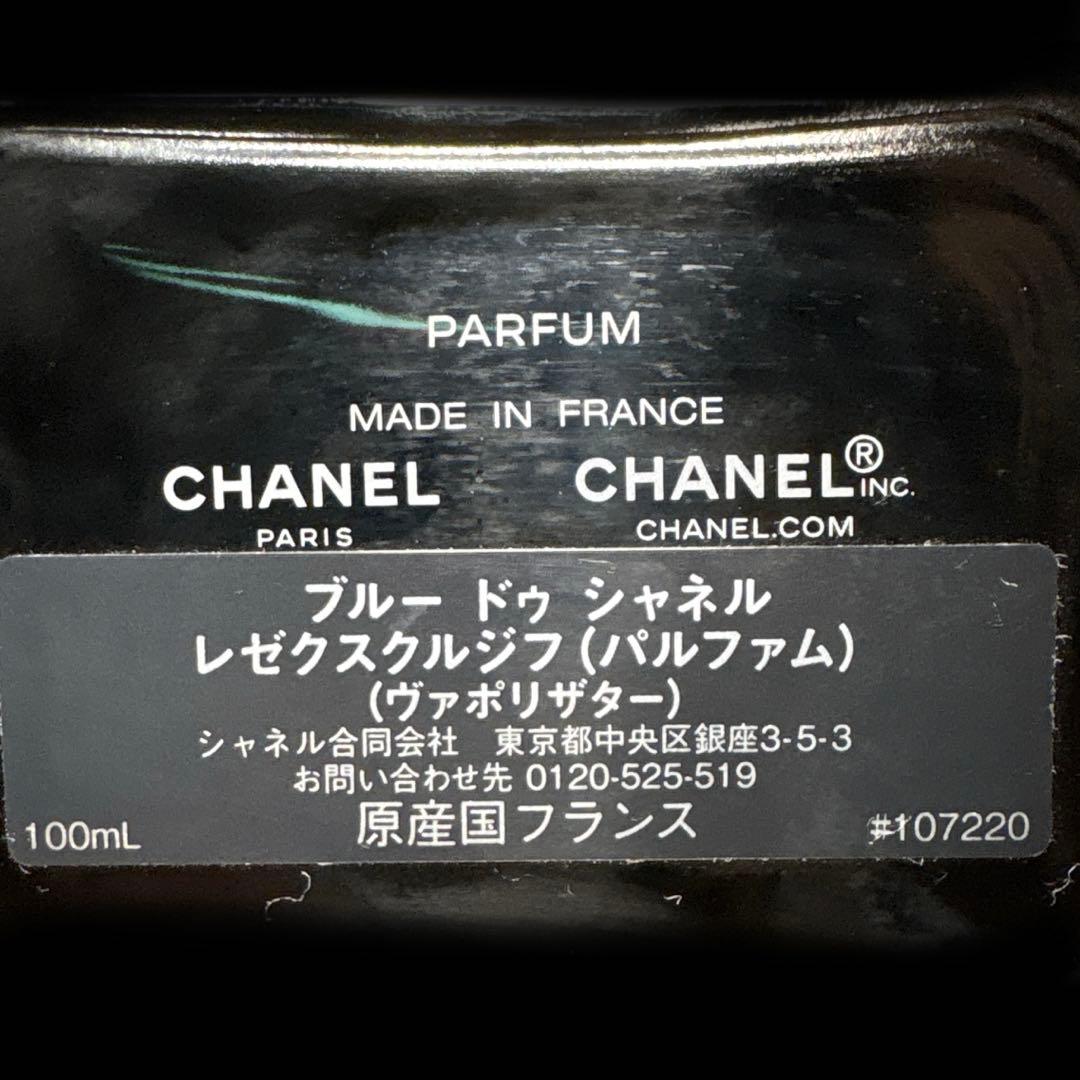 PARFUM
MADE IN FRANCE
CHANEL CHANEL® INC.
PARIS CHANEL.COM
ブルー ドゥ シャネル
レゼクスクルジフ(パルファム)
(ヴァポリザター)
シャネル合同会社 東京都中央区銀座3-5-3
お問い合わせ先 0120-525-519
原産国フランス
100mL #107220